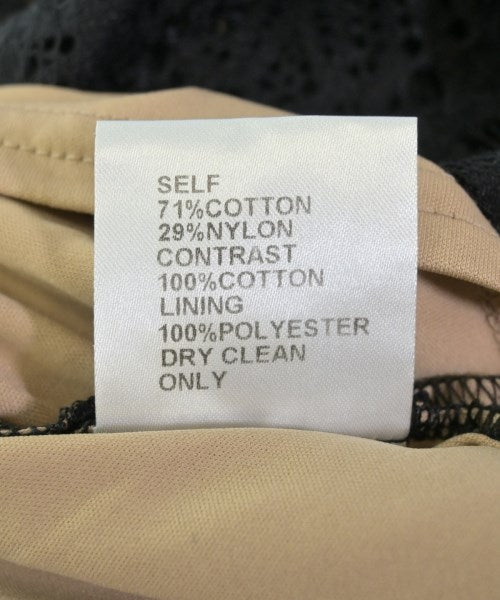 SELF
71%COTTON
29%NYLON
CONTRAST
100%COTTON
LINING
100%POLYESTER
DRY CLEAN
ONLY